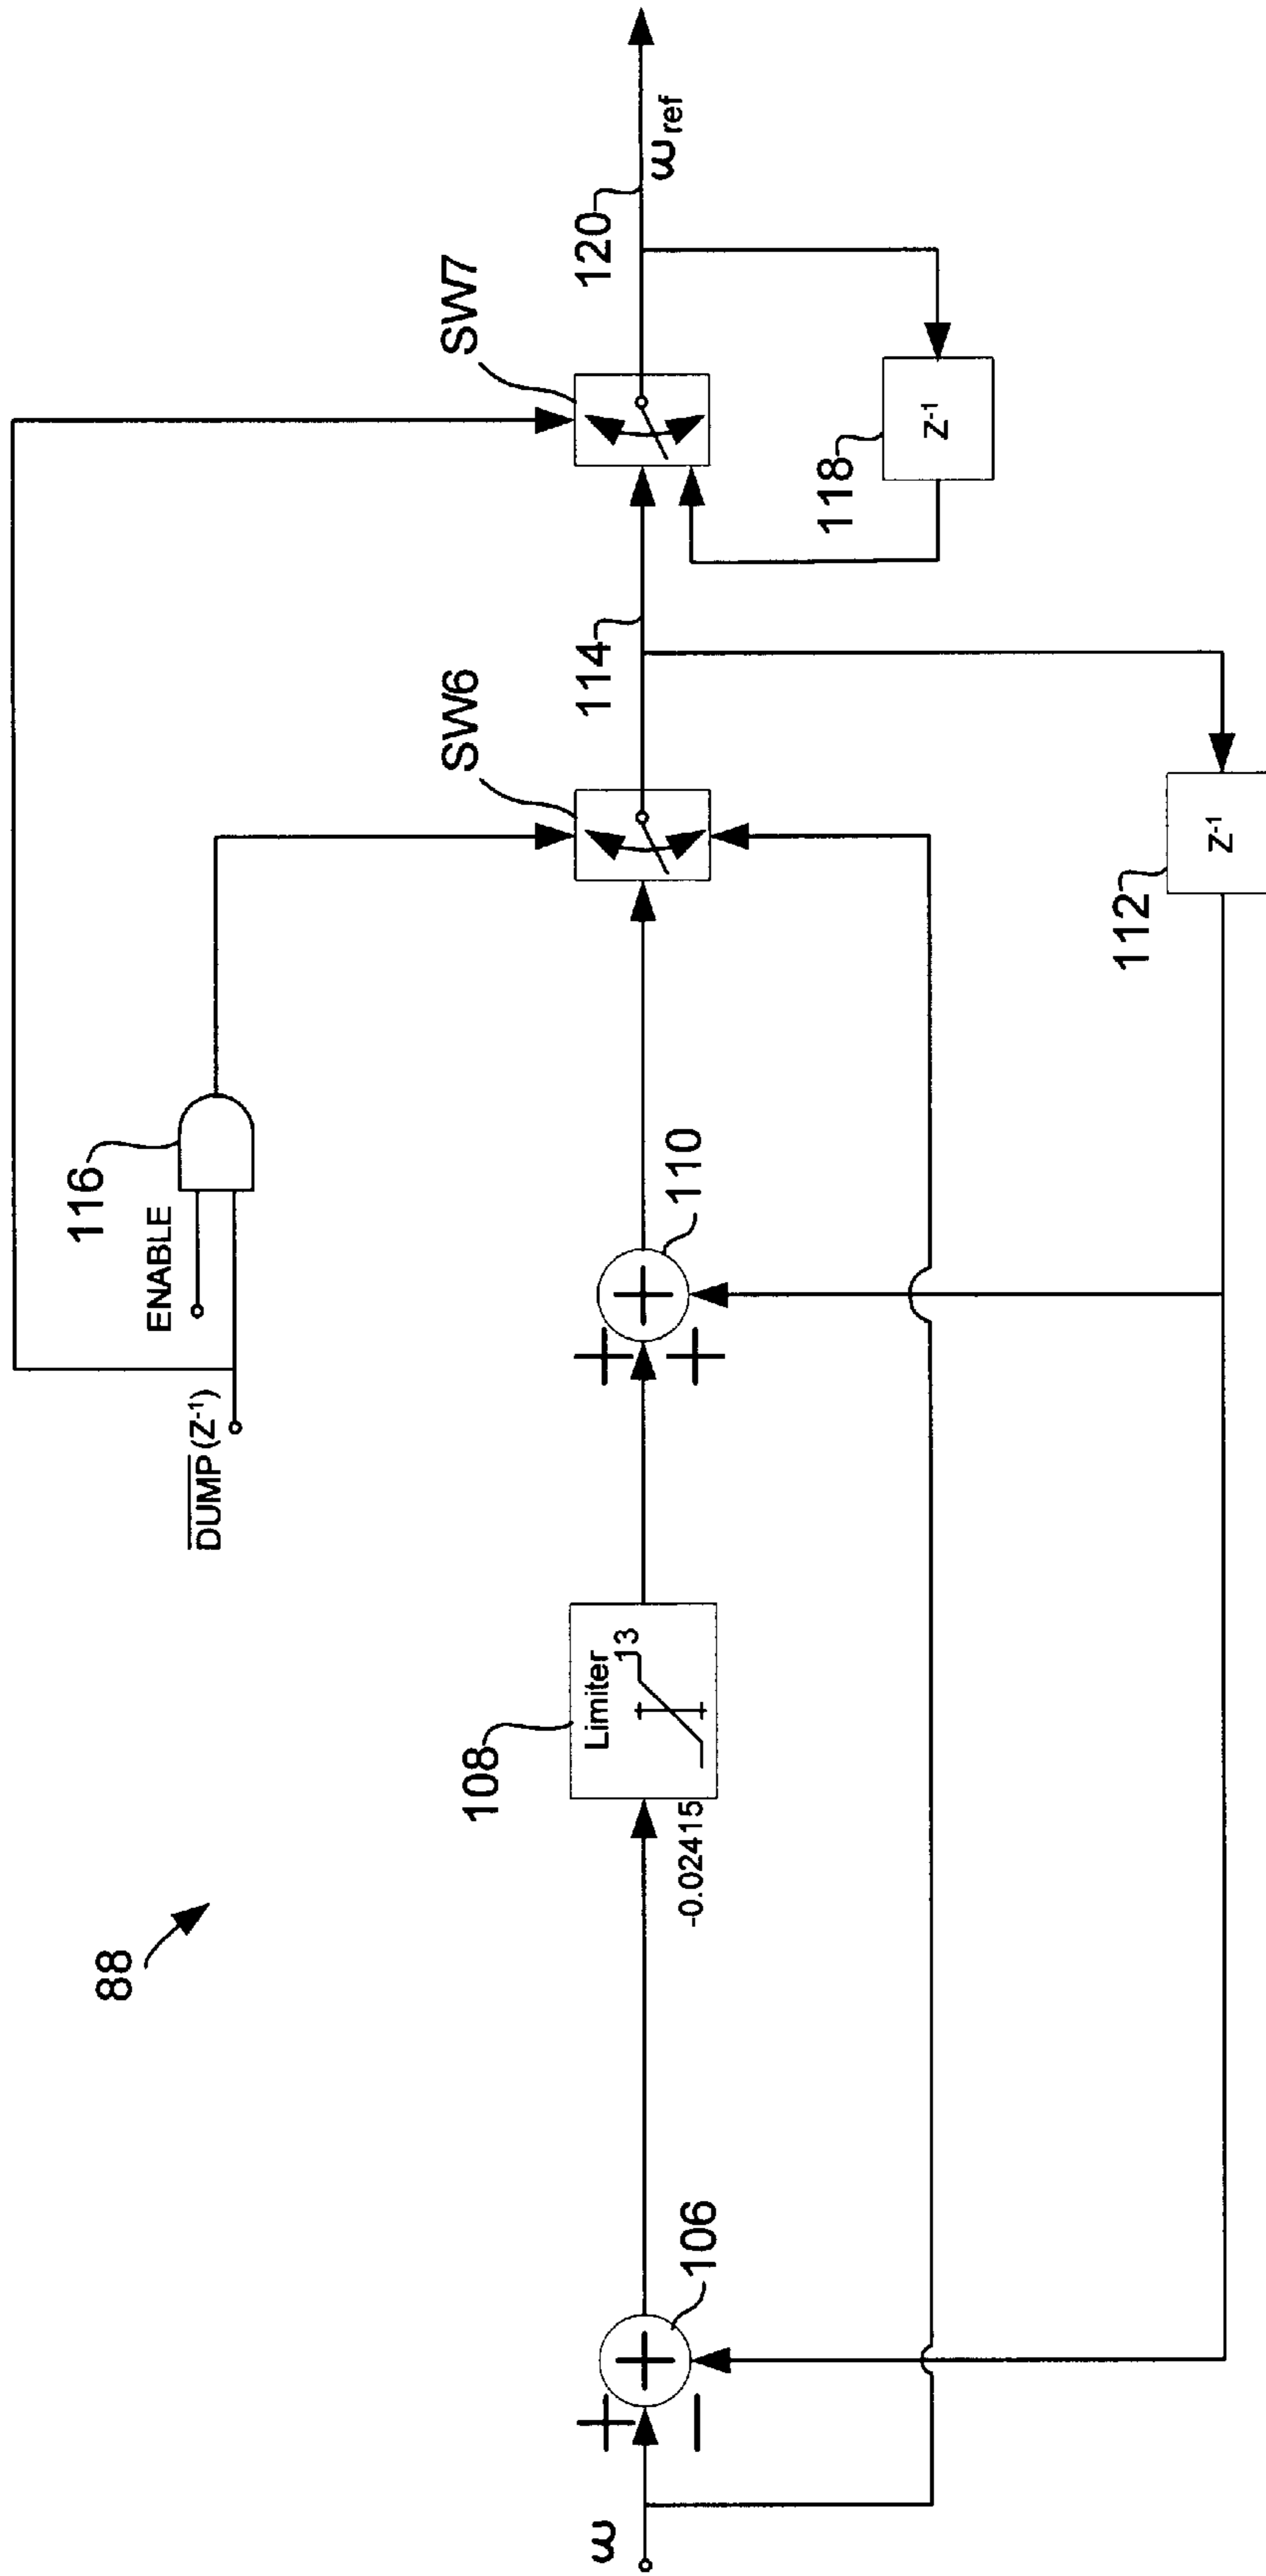 88
DUMP (Z-1)
ENABLE
116
ω
+
−
+
106
108
Limiter
13
-0.02415
+
+
+
110
SW6
114
SW7
120
ωref
112
Z-1
118
Z-1